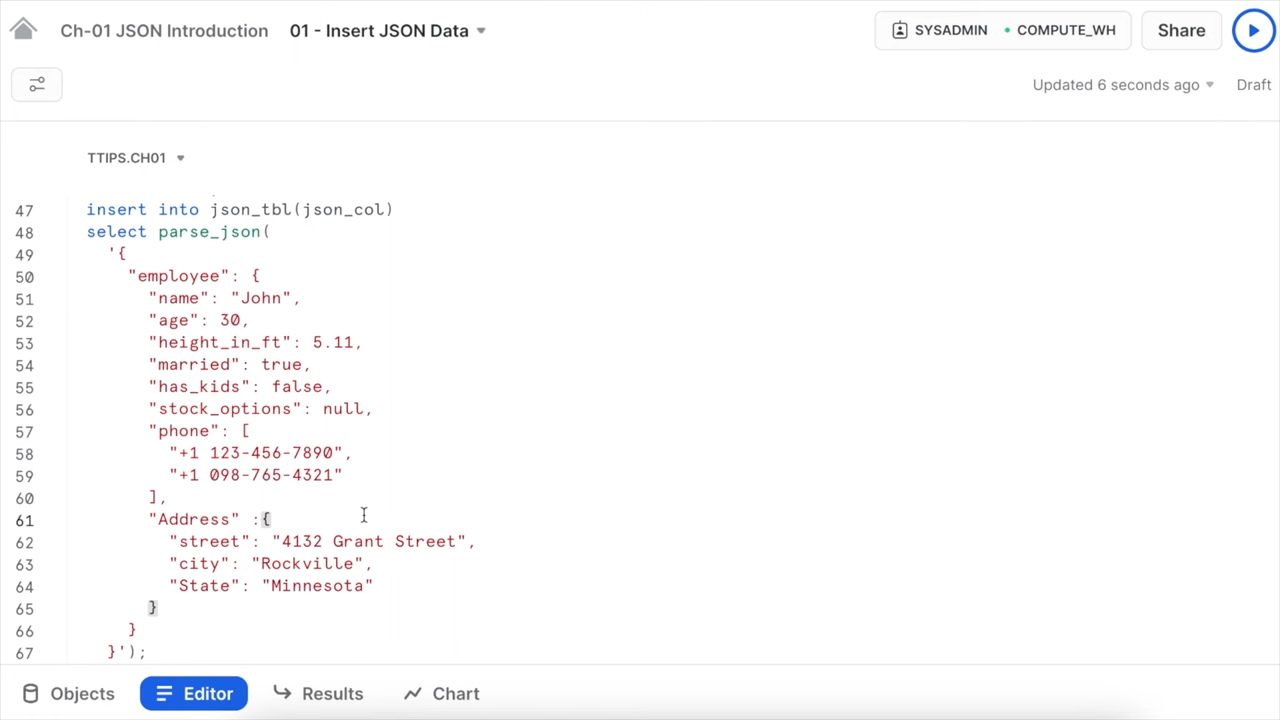 Ch-01 JSON Introduction 01 - Insert JSON Data SYSADMIN COMPUTE_WH Share
Updated 6 seconds ago Draft
TTIPS.CH01
47 insert into json_tbl(json_col)
48 select parse_json(
49 '{
50 "employee": {
51 "name": "John",
52 "age": 30,
53 "height_in_ft": 5.11,
54 "married": true,
55 "has_kids": false,
56 "stock_options": null,
57 "phone": [
58 "+1 123-456-7890",
59 "+1 098-765-4321"
60 ],
61 "Address" :{
62 "street": "4132 Grant Street",
63 "city": "Rockville",
64 "State": "Minnesota"
65 }
66 }
67 }');
Objects Editor Results Chart